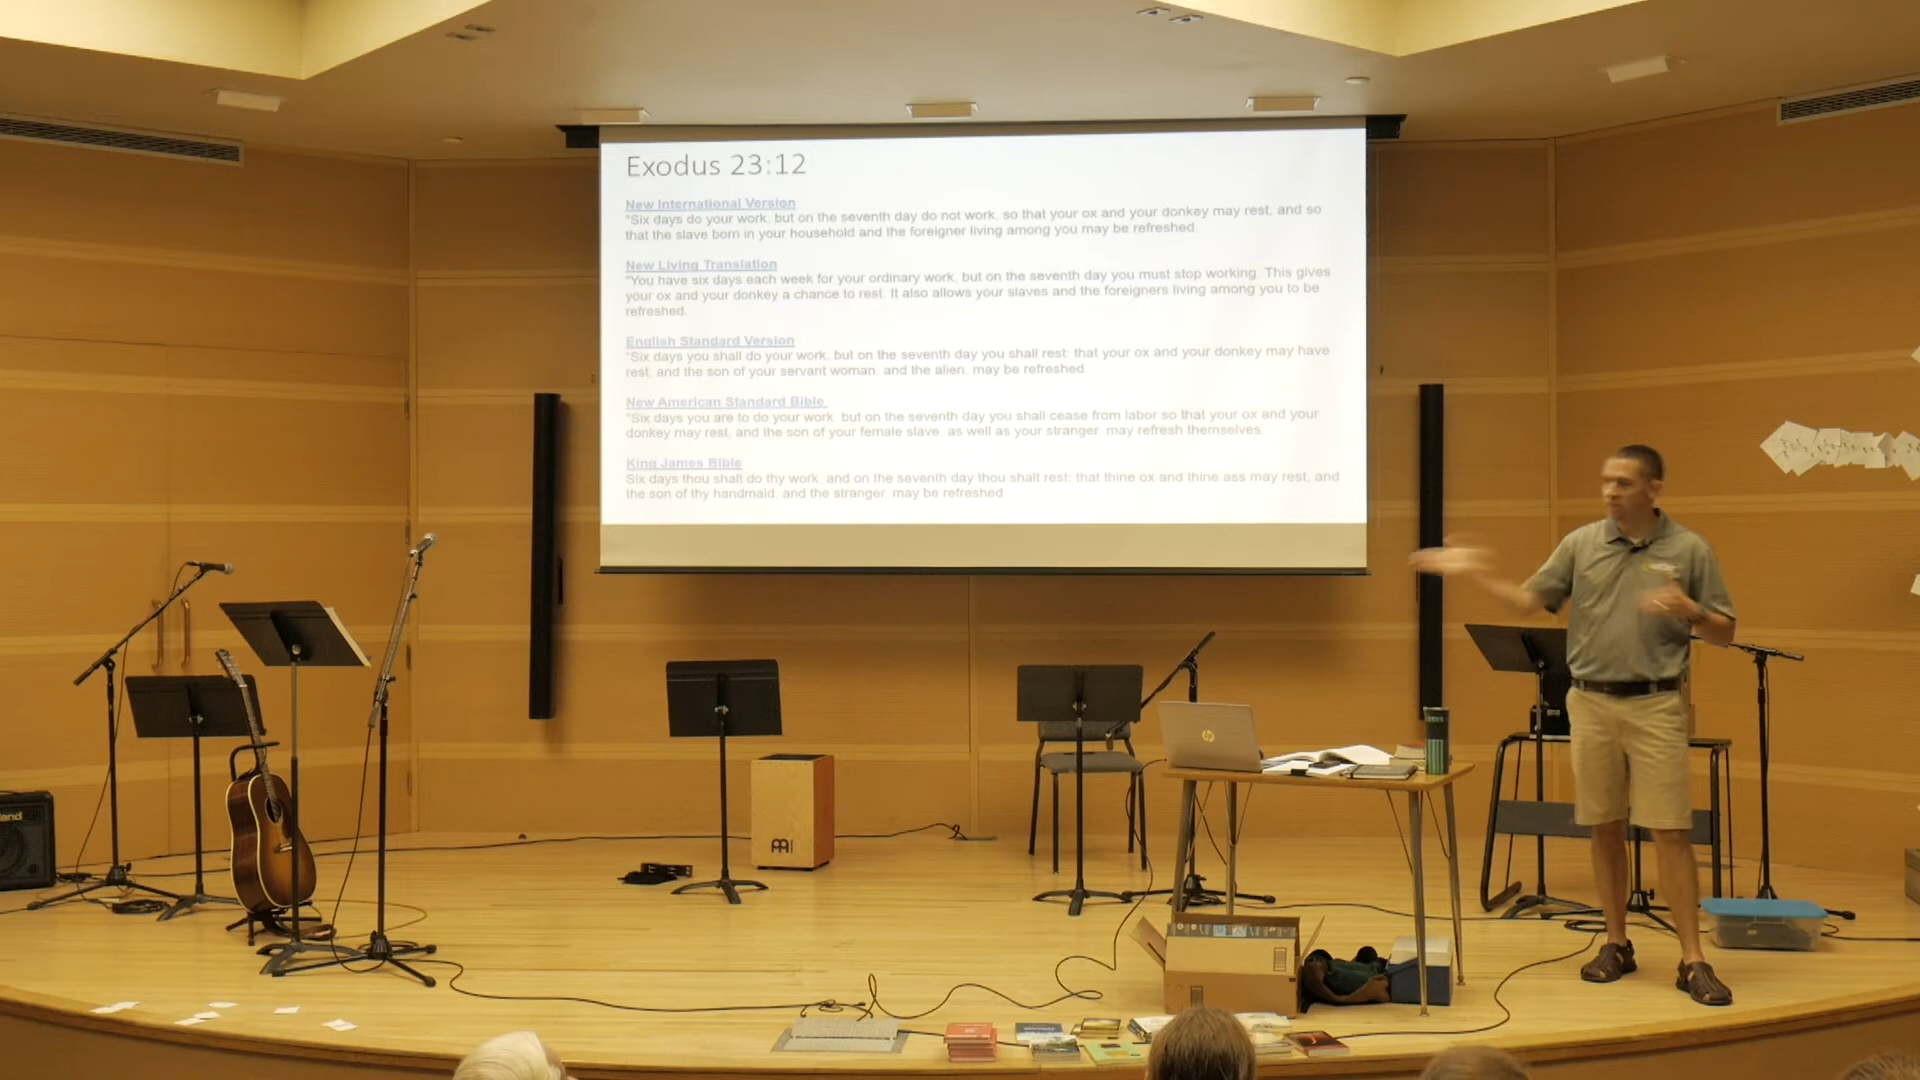 Exodus 23:12
New International Version
"Six days do your work, but on the seventh day do not work, so that your ox and your donkey may rest, and so
that the slave born in your household and the foreigner living among you may be refreshed.
New Living Translation
"You have six days each week for your ordinary work, but on the seventh day you must stop working. This gives
your ox and your donkey a chance to rest. It also allows your slaves and the foreigners living among you to be
refreshed.
English Standard Version
"Six days you shall do your work, but on the seventh day you shall rest; that your ox and your donkey may have
rest, and the son of your servant woman, and the alien, may be refreshed.
New American Standard Bible
"Six days you are to do your work, but on the seventh day you shall cease from labor so that your ox and your
donkey may rest, and the son of your female slave, as well as your stranger, may refresh themselves.
King James Bible
Six days thou shalt do thy work, and on the seventh day thou shalt rest: that thine ox and thine ass may rest, and
the son of thy handmaid, and the stranger, may be refreshed.
hp